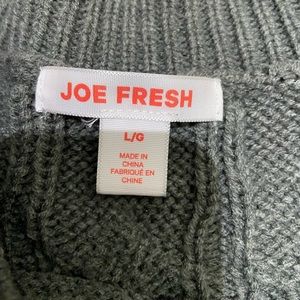 JOE FRESH
L/G
MADE IN
CHINA
FABRIQUÉ EN
CHINE